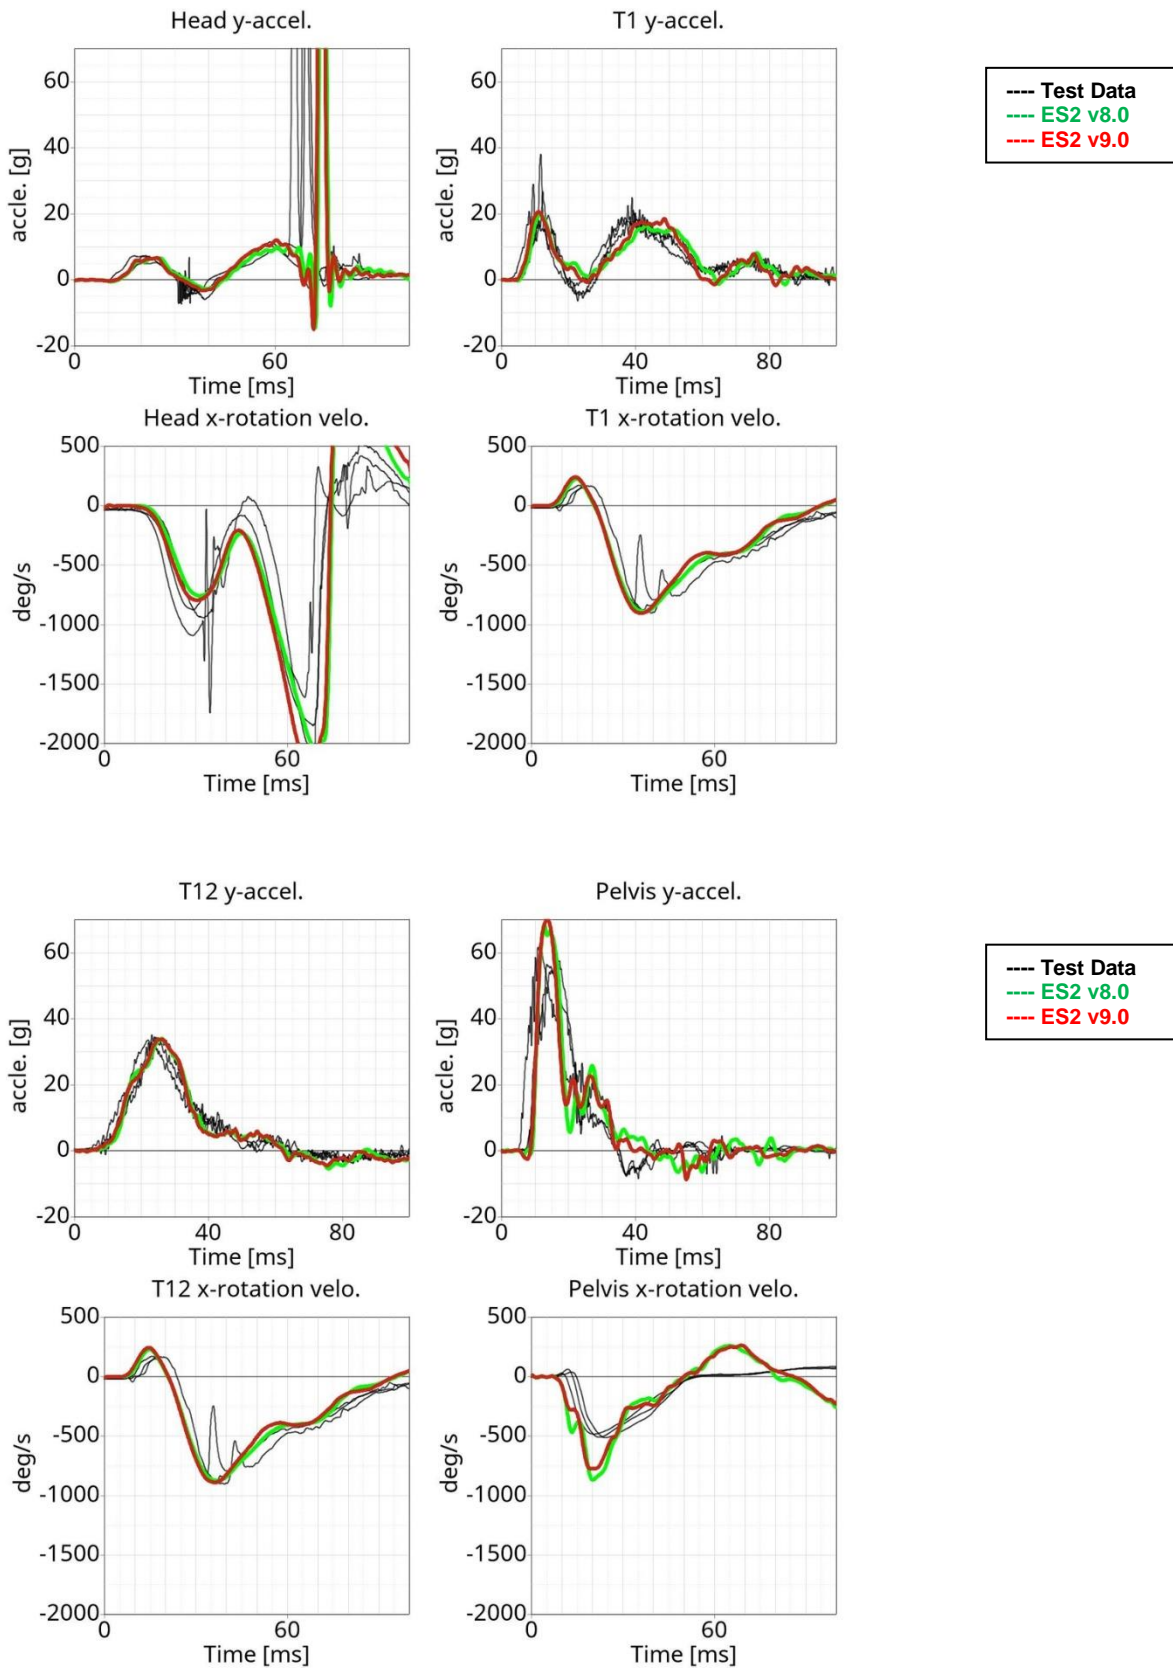 Head y-accel.
T1 y-accel.
60
40
20
0
-20
accle. [g]
0
60
Time [ms]
60
40
20
0
-20
accle. [g]
0
40
80
Time [ms]
---- Test Data
---- ES2 v8.0
---- ES2 v9.0
Head x-rotation velo.
T1 x-rotation velo.
500
0
-500
-1000
-1500
-2000
deg/s
0
60
Time [ms]
500
0
-500
-1000
-1500
-2000
deg/s
0
60
Time [ms]
T12 y-accel.
Pelvis y-accel.
60
40
20
0
-20
accle. [g]
0
40
80
Time [ms]
60
40
20
0
-20
accle. [g]
0
40
80
Time [ms]
---- Test Data
---- ES2 v8.0
---- ES2 v9.0
T12 x-rotation velo.
Pelvis x-rotation velo.
500
0
-500
-1000
-1500
-2000
deg/s
0
60
Time [ms]
500
0
-500
-1000
-1500
-2000
deg/s
0
60
Time [ms]